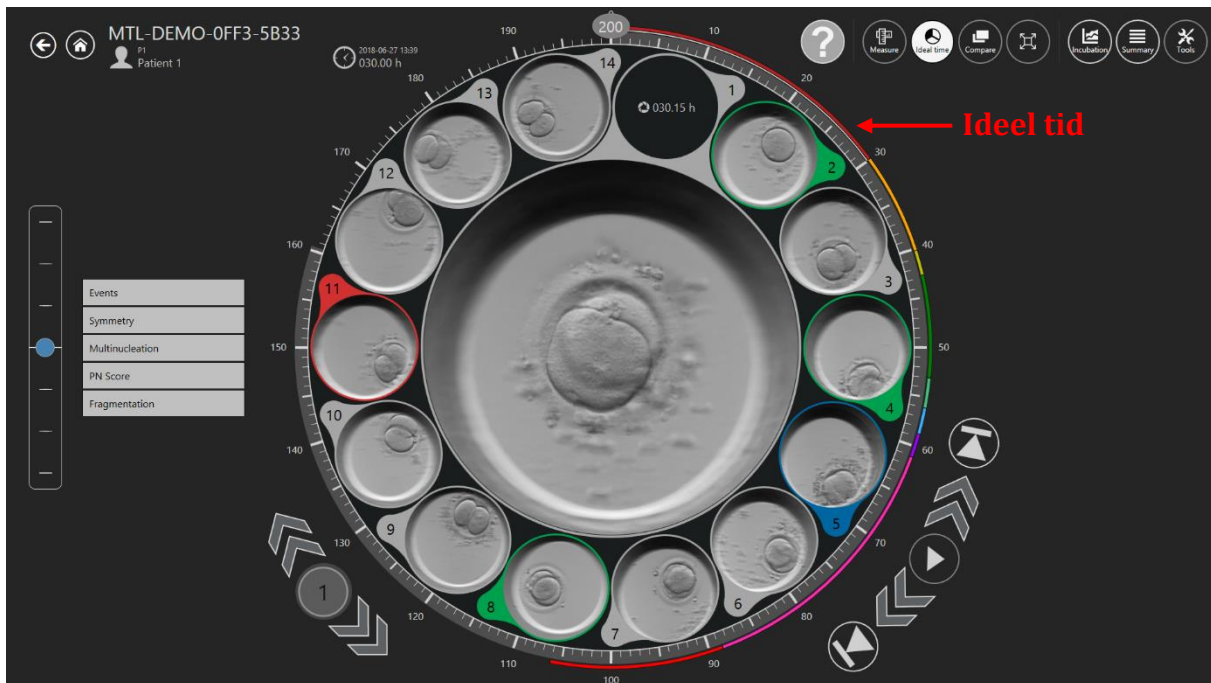 MTL-DEMO-0FF3-5B33
P1
Patient 1
2018-06-27 13:39
030.00 h
?
Measure
Ideal time
Compare
Incubation
Summary
Tools
Ideel tid
200
10
20
30
40
50
60
70
80
90
100
110
120
130
140
150
160
170
180
190
030.15 h
1
2
3
4
5
6
7
8
9
10
11
12
13
14
Events
Symmetry
Multinucleation
PN Score
Fragmentation
1